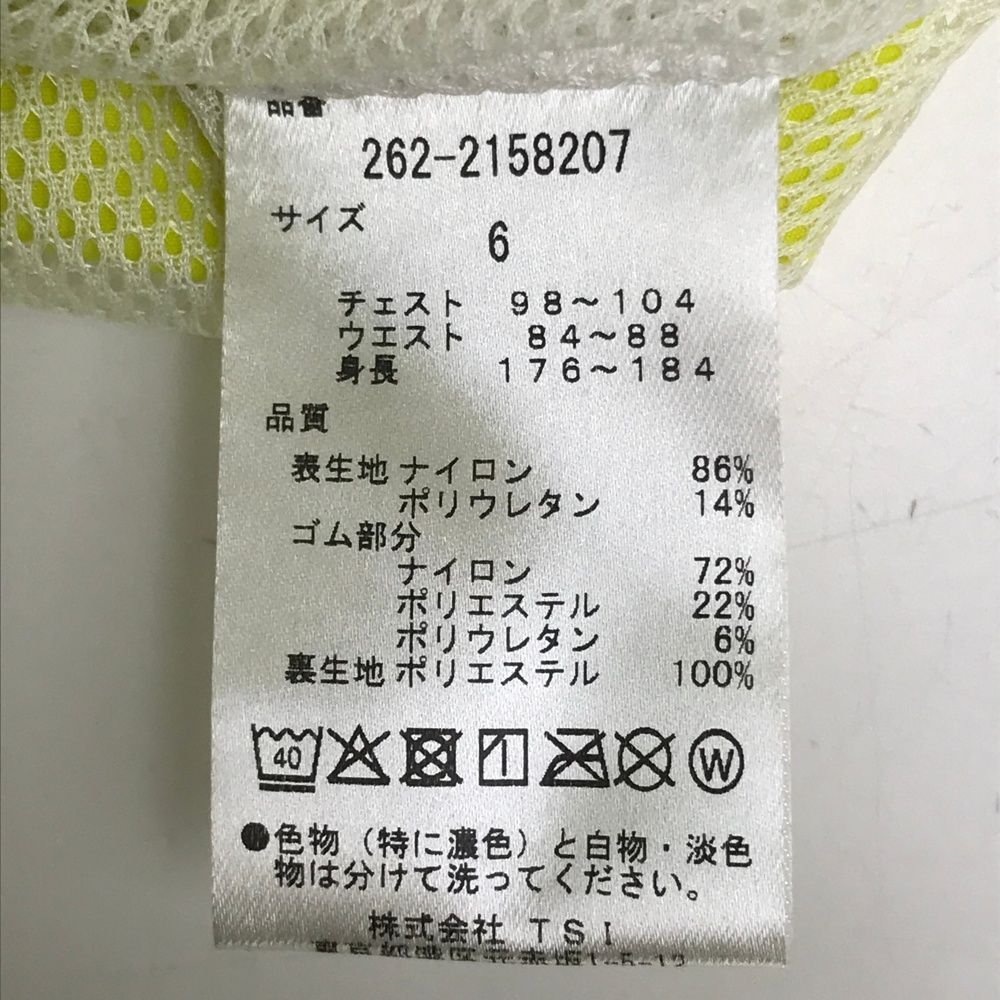 品番
262-2158207
サイズ 6
チェスト 98～104
ウエスト 84～88
身長 176～184
品質
表生地 ナイロン 86%
ポリウレタン 14%
ゴム部分
ナイロン 72%
ポリエステル 22%
ポリウレタン 6%
裏生地 ポリエステル 100%
40 W
●色物（特に濃色）と白物・淡色
物は分けて洗ってください。
株式会社 TSI